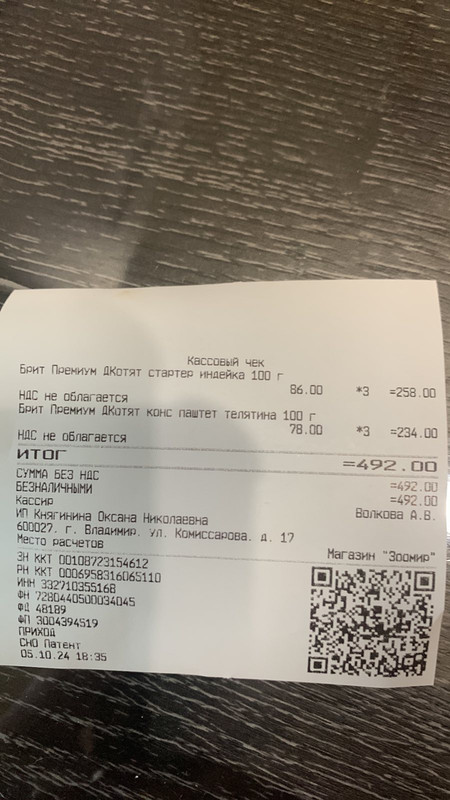 Кассовый чек
Брит Премиум ДКотят стартер индейка 100 г
86.00 *3 =258.00
НДС не облагается
Брит Премиум ДКотят конс паштет телятина 100 г
78.00 *3 =234.00
НДС не облагается
ИТОГ =492.00
СУММА БЕЗ НДС =492.00
БЕЗНАЛИЧНЫМИ =492.00
Кассир Волкова А.В.
ИП Княгинина Оксана Николаевна
600027, г. Владимир, ул. Комиссарова, д. 17
Место расчетов Магазин "Зоомир"
ЗН ККТ 00108723154612
РН ККТ 0006958316065110
ИНН 332710355168
ФН 7280440500034045
ФД 48189
ФП 3004394519
ПРИХОД
СНО Патент
05.10.24 18:35